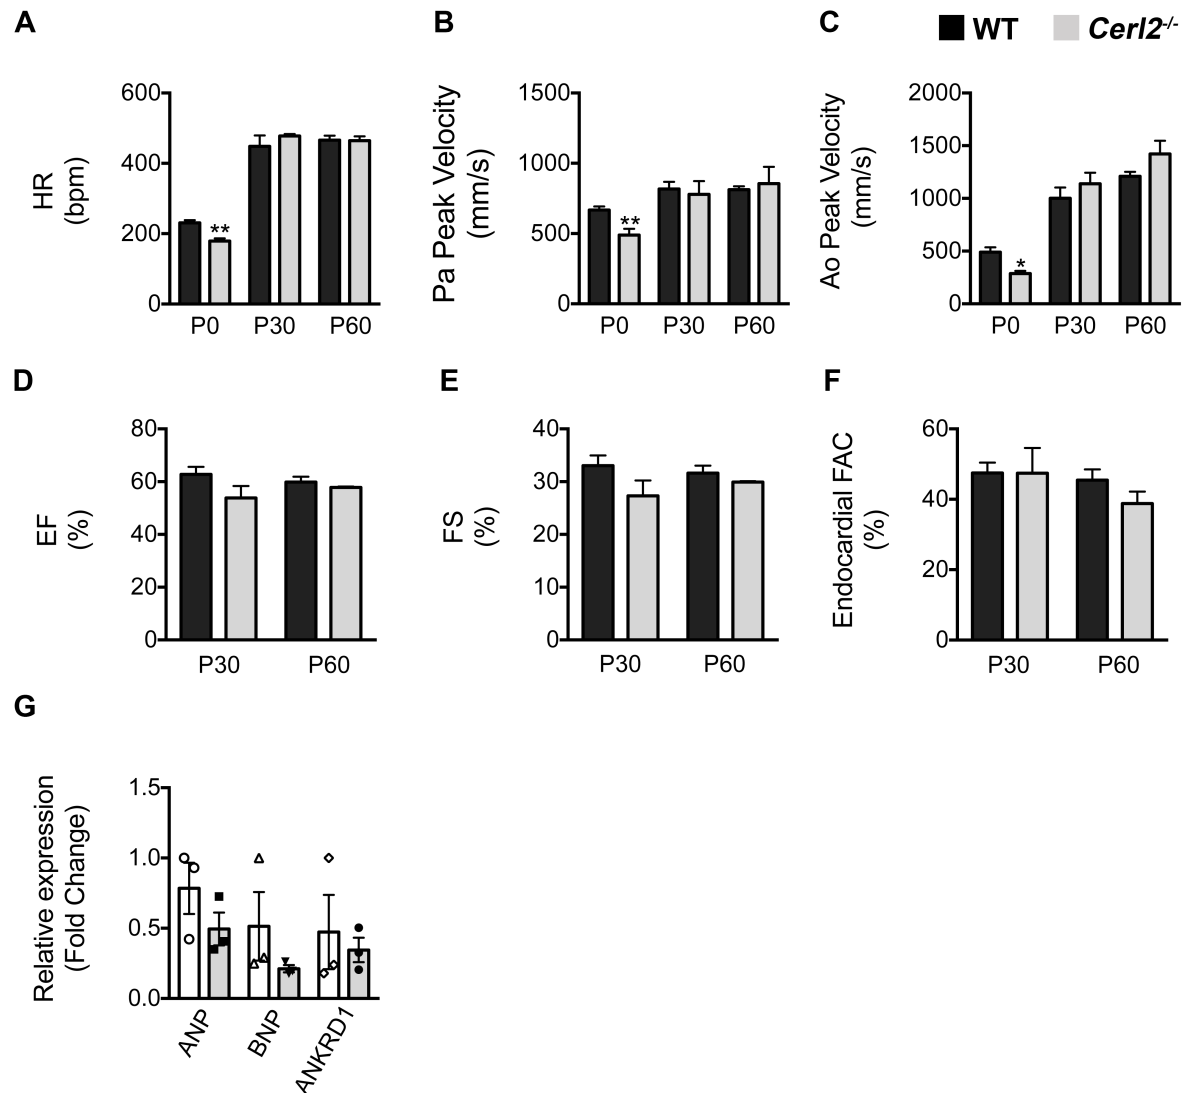 A
B
C
WT
Cerl2-/-
HR
(bpm)
600
400
200
0
**
P0
P30
P60
Pa Peak Velocity
(mm/s)
1500
1000
500
0
**
P0
P30
P60
Ao Peak Velocity
(mm/s)
2000
1500
1000
500
0
*
P0
P30
P60
D
E
F
EF
(%)
80
60
40
20
0
P30
P60
FS
(%)
40
30
20
10
0
P30
P60
Endocardial FAC
(%)
60
40
20
0
P30
P60
G
Relative expression
(Fold Change)
1.5
1.0
0.5
0.0
ANP
BNP
ANKRD1